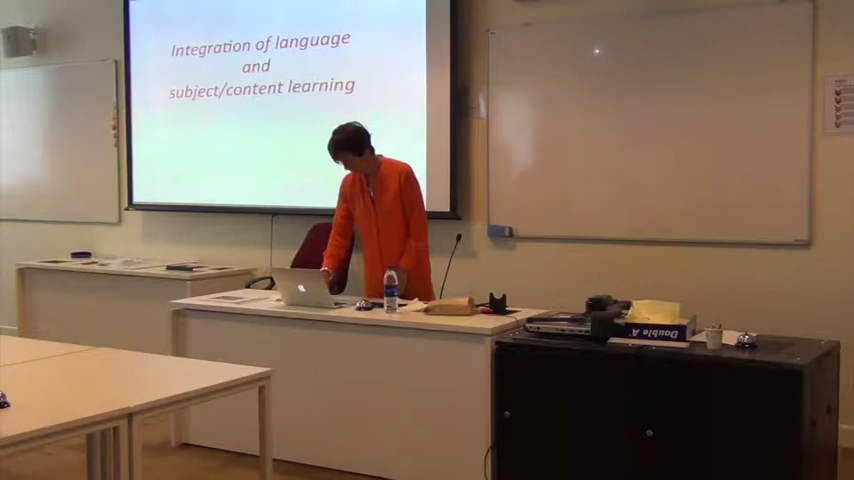 Integration of language
and
subject/content learning
Double A